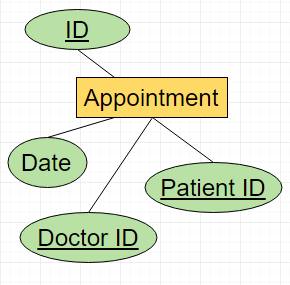 ID
Appointment
Date
Patient ID
Doctor ID